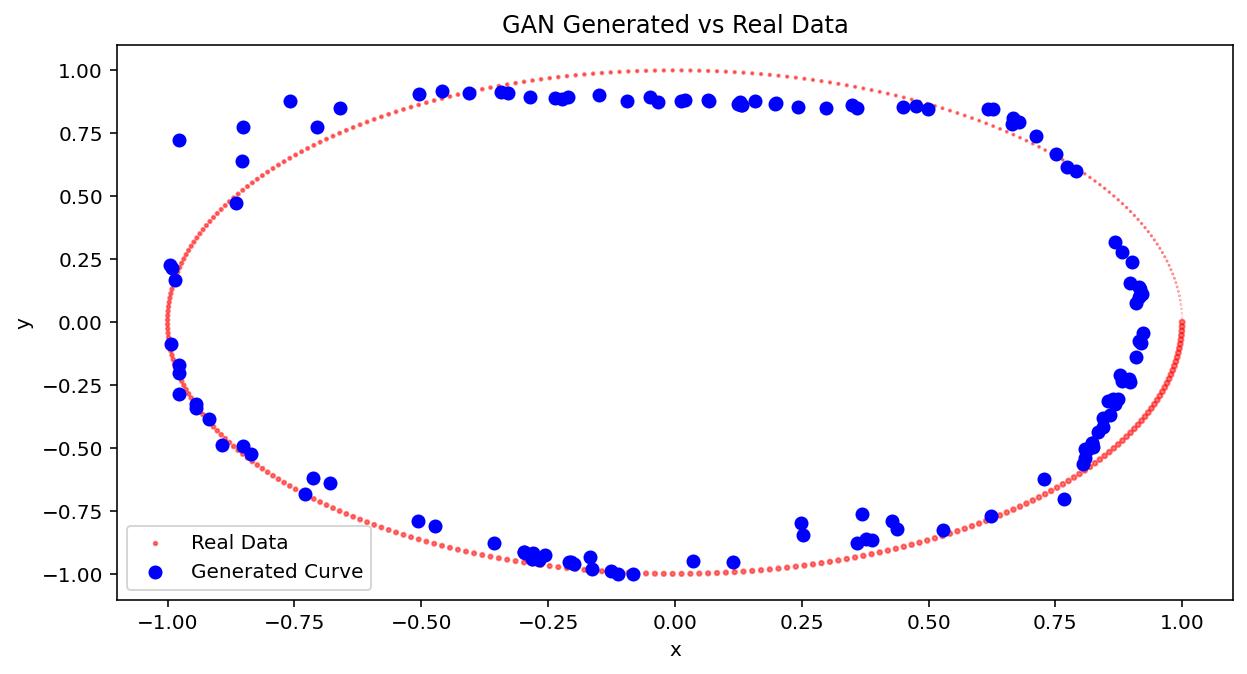 GAN Generated vs Real Data
1.00
0.75
0.50
0.25
0.00
−0.25
−0.50
−0.75
−1.00
y
Real Data
Generated Curve
−1.00 −0.75 −0.50 −0.25 0.00 0.25 0.50 0.75 1.00
x